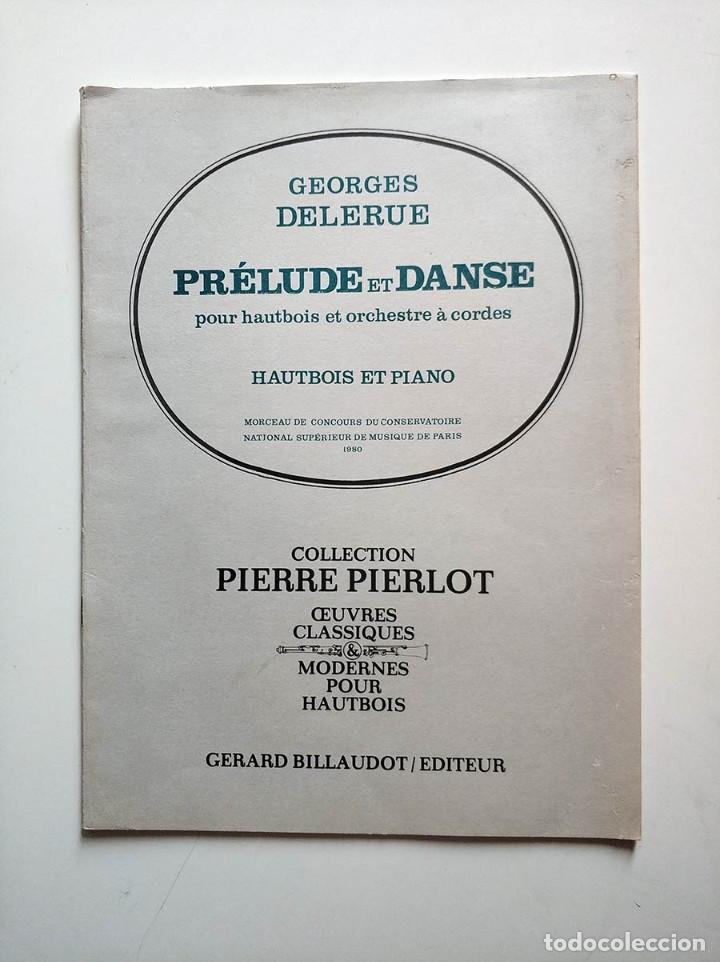 GEORGES
DELERUE
PRÉLUDE ET DANSE
pour hautbois et orchestre à cordes
HAUTBOIS ET PIANO
MORCEAU DE CONCOURS DU CONSERVATOIRE
NATIONAL SUPÉRIEUR DE MUSIQUE DE PARIS
1980
COLLECTION
PIERRE PIERLOT
ŒUVRES
CLASSIQUES
&
MODERNES
POUR
HAUTBOIS
GERARD BILLAUDOT/EDITEUR
todocoleccion